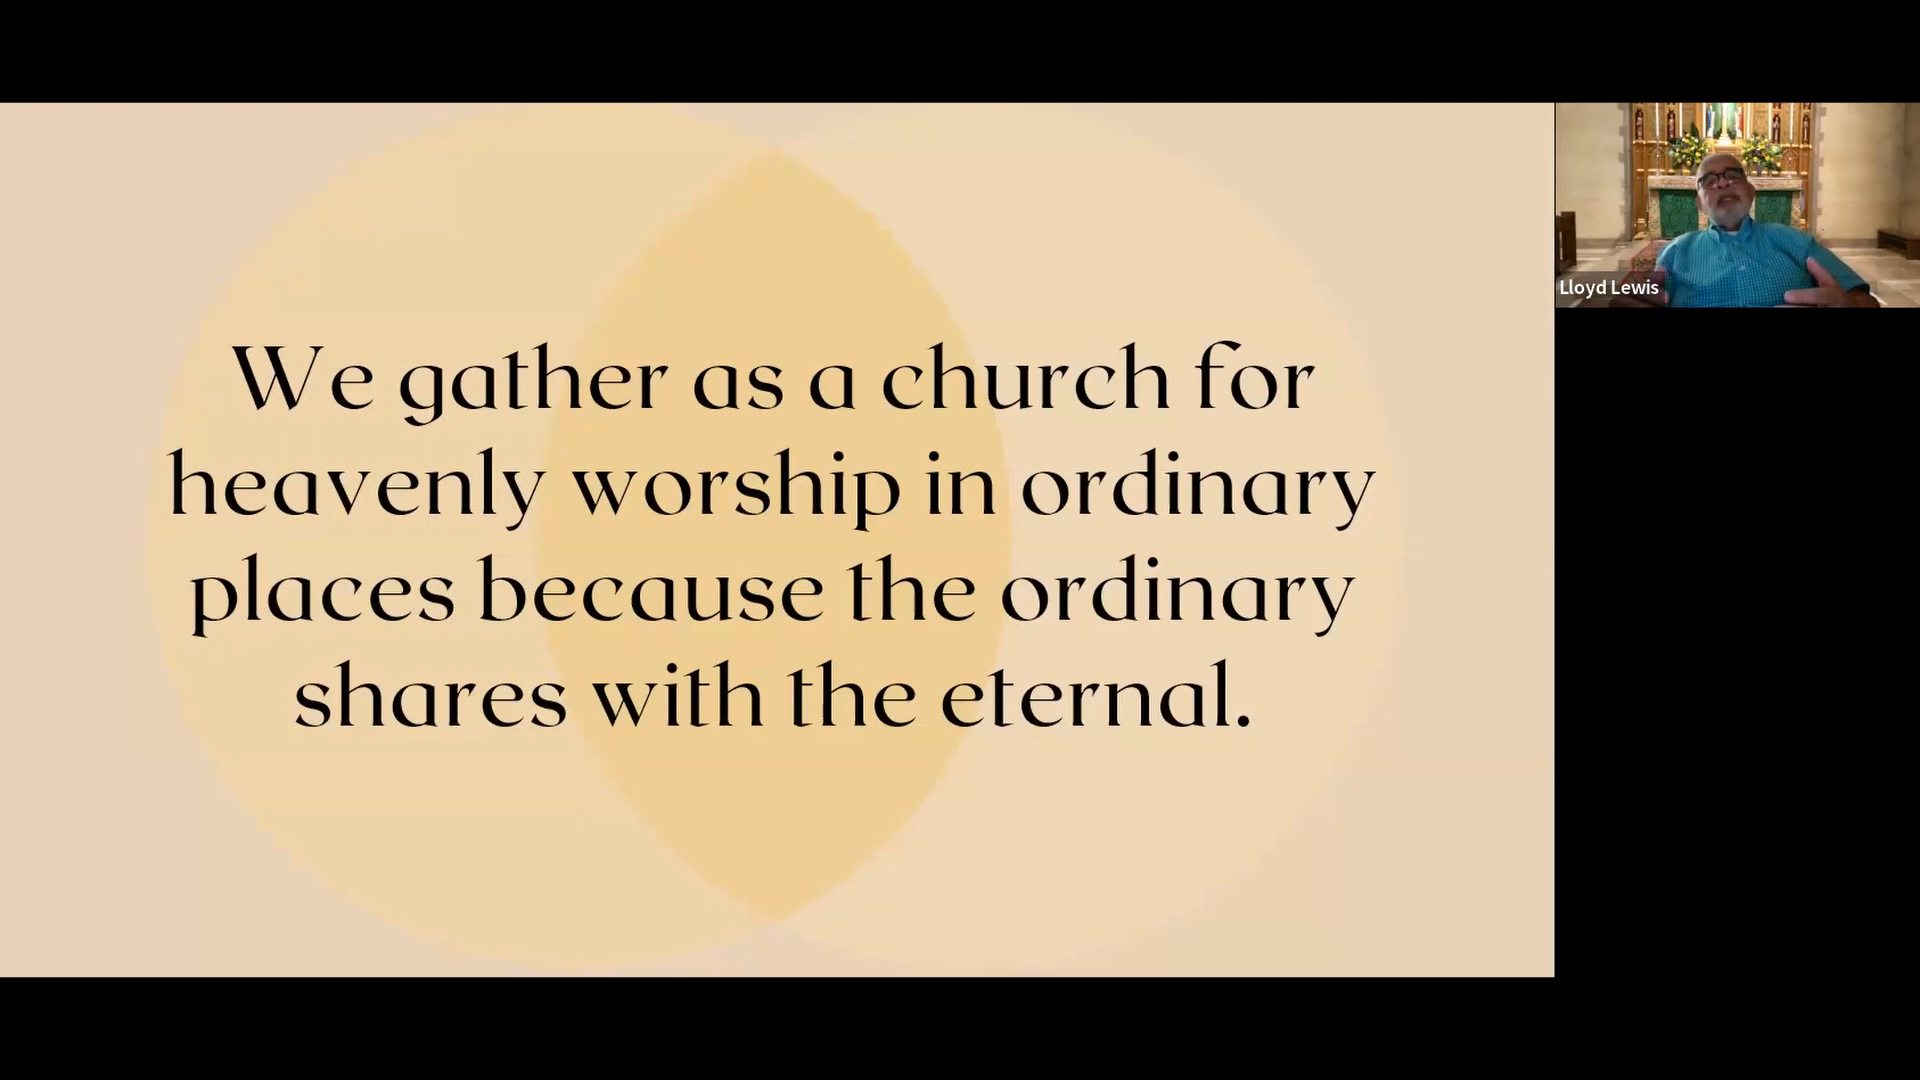 We gather as a church for
heavenly worship in ordinary
places because the ordinary
shares with the eternal.
Lloyd Lewis